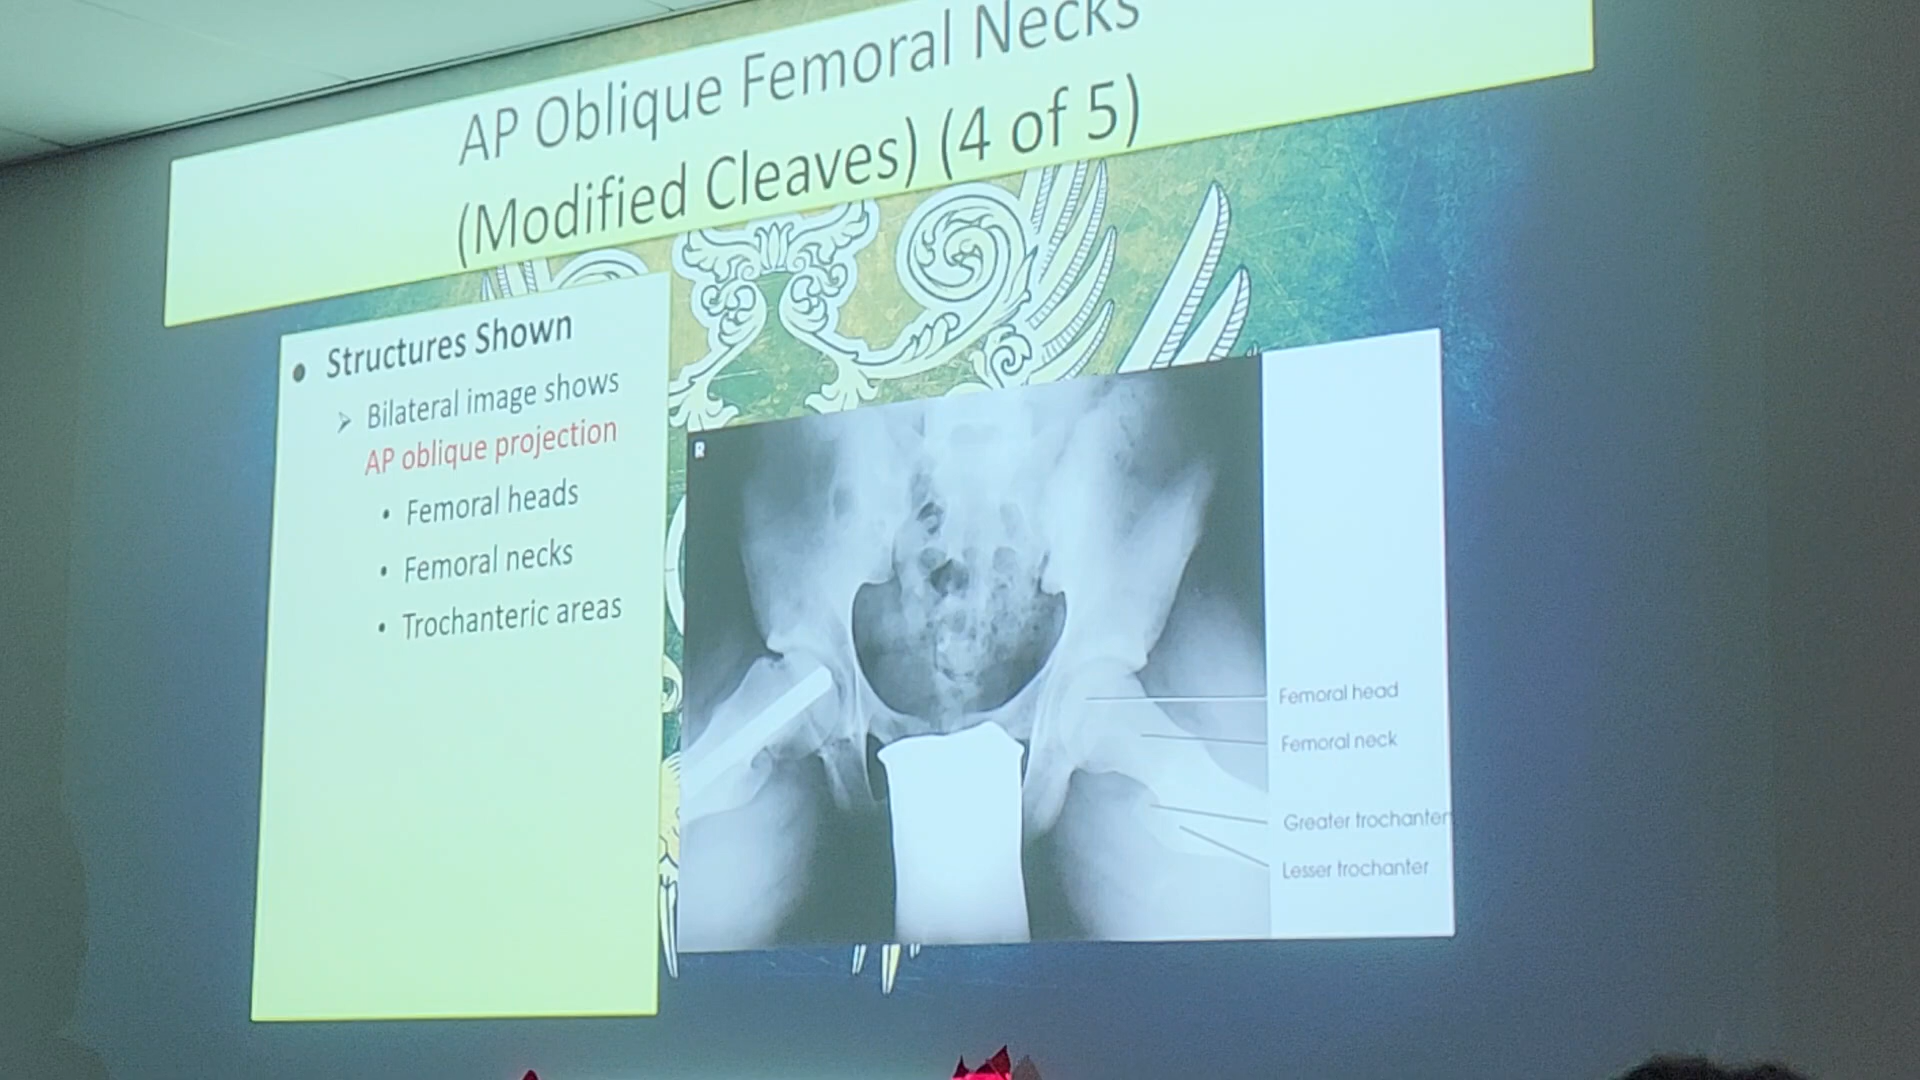 AP Oblique Femoral Necks
(Modified Cleaves) (4 of 5)
• Structures Shown
➢ Bilateral image shows
AP oblique projection
• Femoral heads
• Femoral necks
• Trochanteric areas
R
Femoral head
Femoral neck
Greater trochanter
Lesser trochanter